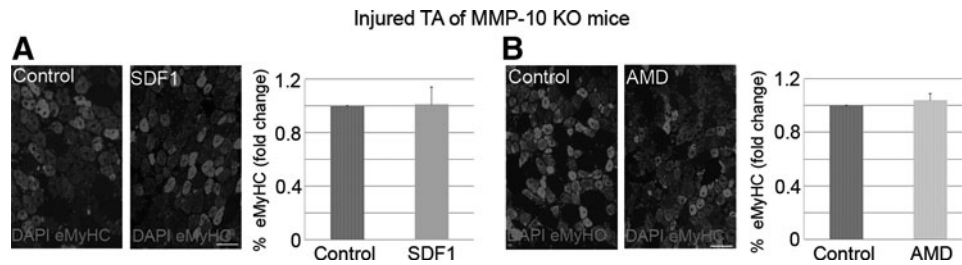 Injured TA of MMP-10 KO mice
A
Control
SDF1
DAPI eMyHC
DAPI eMyHC
% eMyHC (fold change)
1.2
0.8
0.4
0
Control
SDF1
B
Control
AMD
DAPI eMyHC
DAPI eMyHC
% eMyHC (fold change)
1.2
0.8
0.4
0
Control
AMD